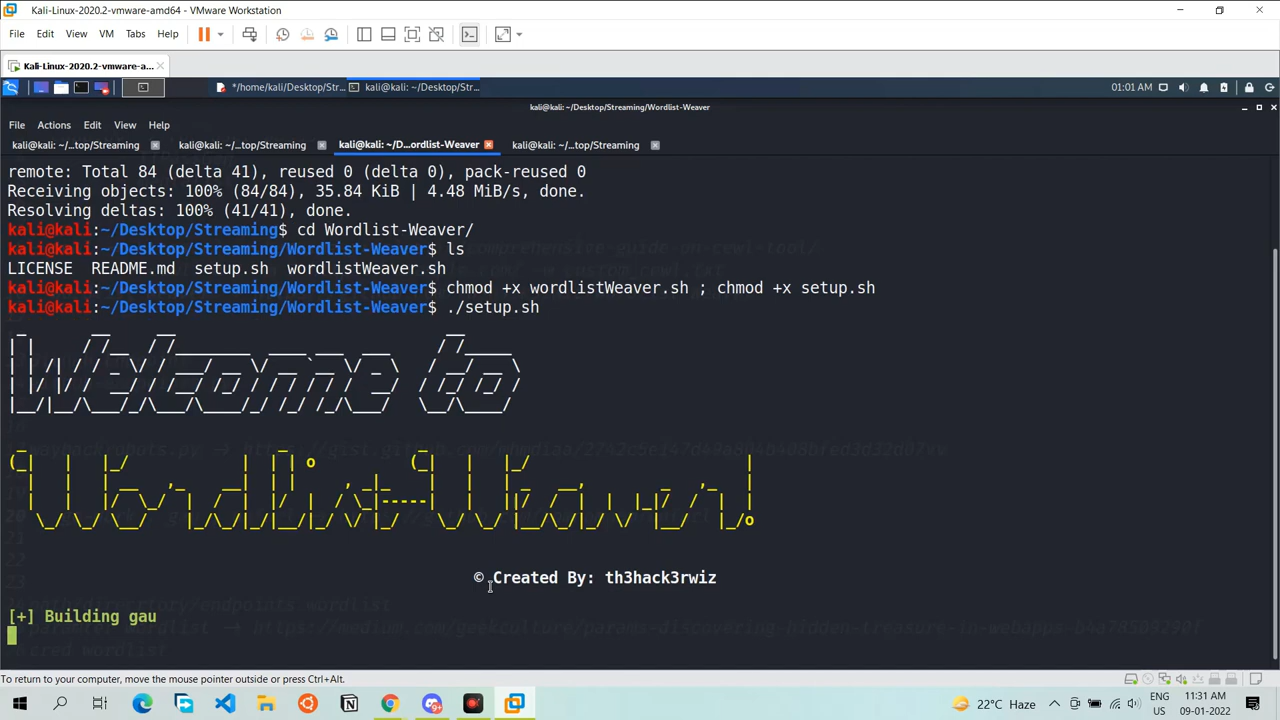 Kali-Linux-2020.2-vmware-amd64 - VMware Workstation
File Edit View VM Tabs Help
Kali-Linux-2020.2-vmware-a...
*/home/kali/Desktop/Str... kali@kali: ~/Desktop/Str... 01:01 AM
kali@kali: ~/Desktop/Streaming/Wordlist-Weaver
File Actions Edit View Help
kali@kali: ~/...top/Streaming kali@kali: ~/...top/Streaming kali@kali: ~/D...ordlist-Weaver kali@kali: ~/...top/Streaming
remote: Total 84 (delta 41), reused 0 (delta 0), pack-reused 0
Receiving objects: 100% (84/84), 35.84 KiB | 4.48 MiB/s, done.
Resolving deltas: 100% (41/41), done.
kali@kali:~/Desktop/Streaming$ cd Wordlist-Weaver/
kali@kali:~/Desktop/Streaming/Wordlist-Weaver$ ls
LICENSE README.md setup.sh wordlistWeaver.sh
kali@kali:~/Desktop/Streaming/Wordlist-Weaver$ chmod +x wordlistWeaver.sh ; chmod +x setup.sh
kali@kali:~/Desktop/Streaming/Wordlist-Weaver$ ./setup.sh
Welcome to
Wordlist-Weaver.
© Created By: th3hack3rwiz
[+] Building gau
To return to your computer, move the mouse pointer outside or press Ctrl+Alt.
22°C Haze ENG US 11:31 AM 09-01-2022